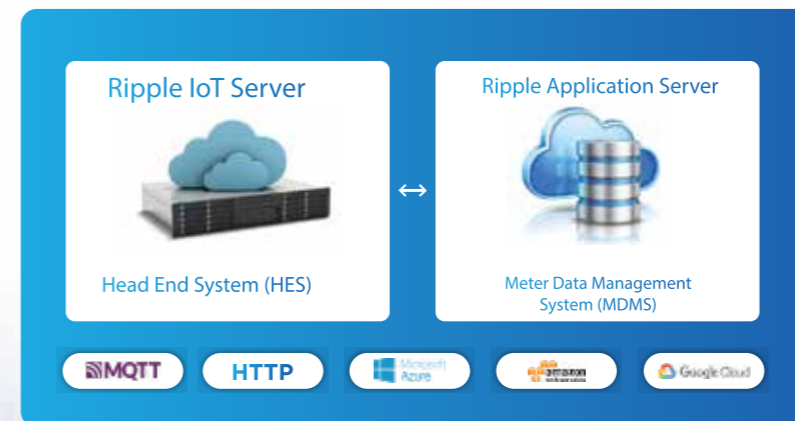 Ripple IoT Server
Ripple Application Server
Head End System (HES)
Meter Data Management
System (MDMS)
MQTT
HTTP
Microsoft
Azure
amazon
Google Cloud